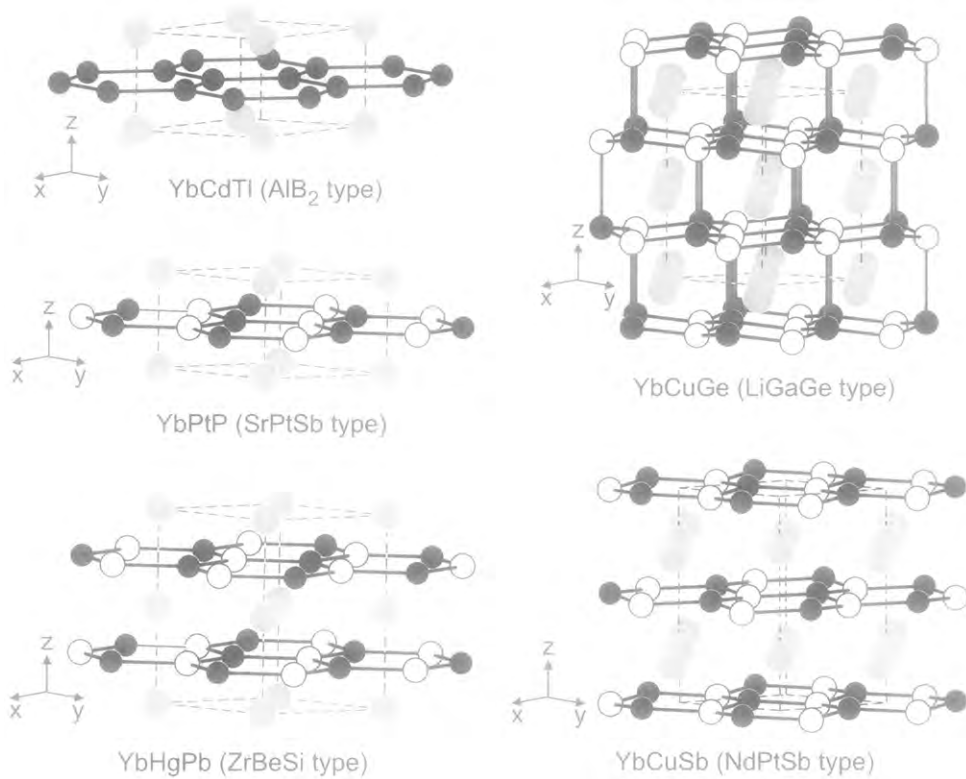 z
x y
YbCdTl (AlB2 type)
z
x y
YbPtP (SrPtSb type)
z
x y
YbHgPb (ZrBeSi type)
z
x y
YbCuGe (LiGaGe type)
z
x y
YbCuSb (NdPtSb type)